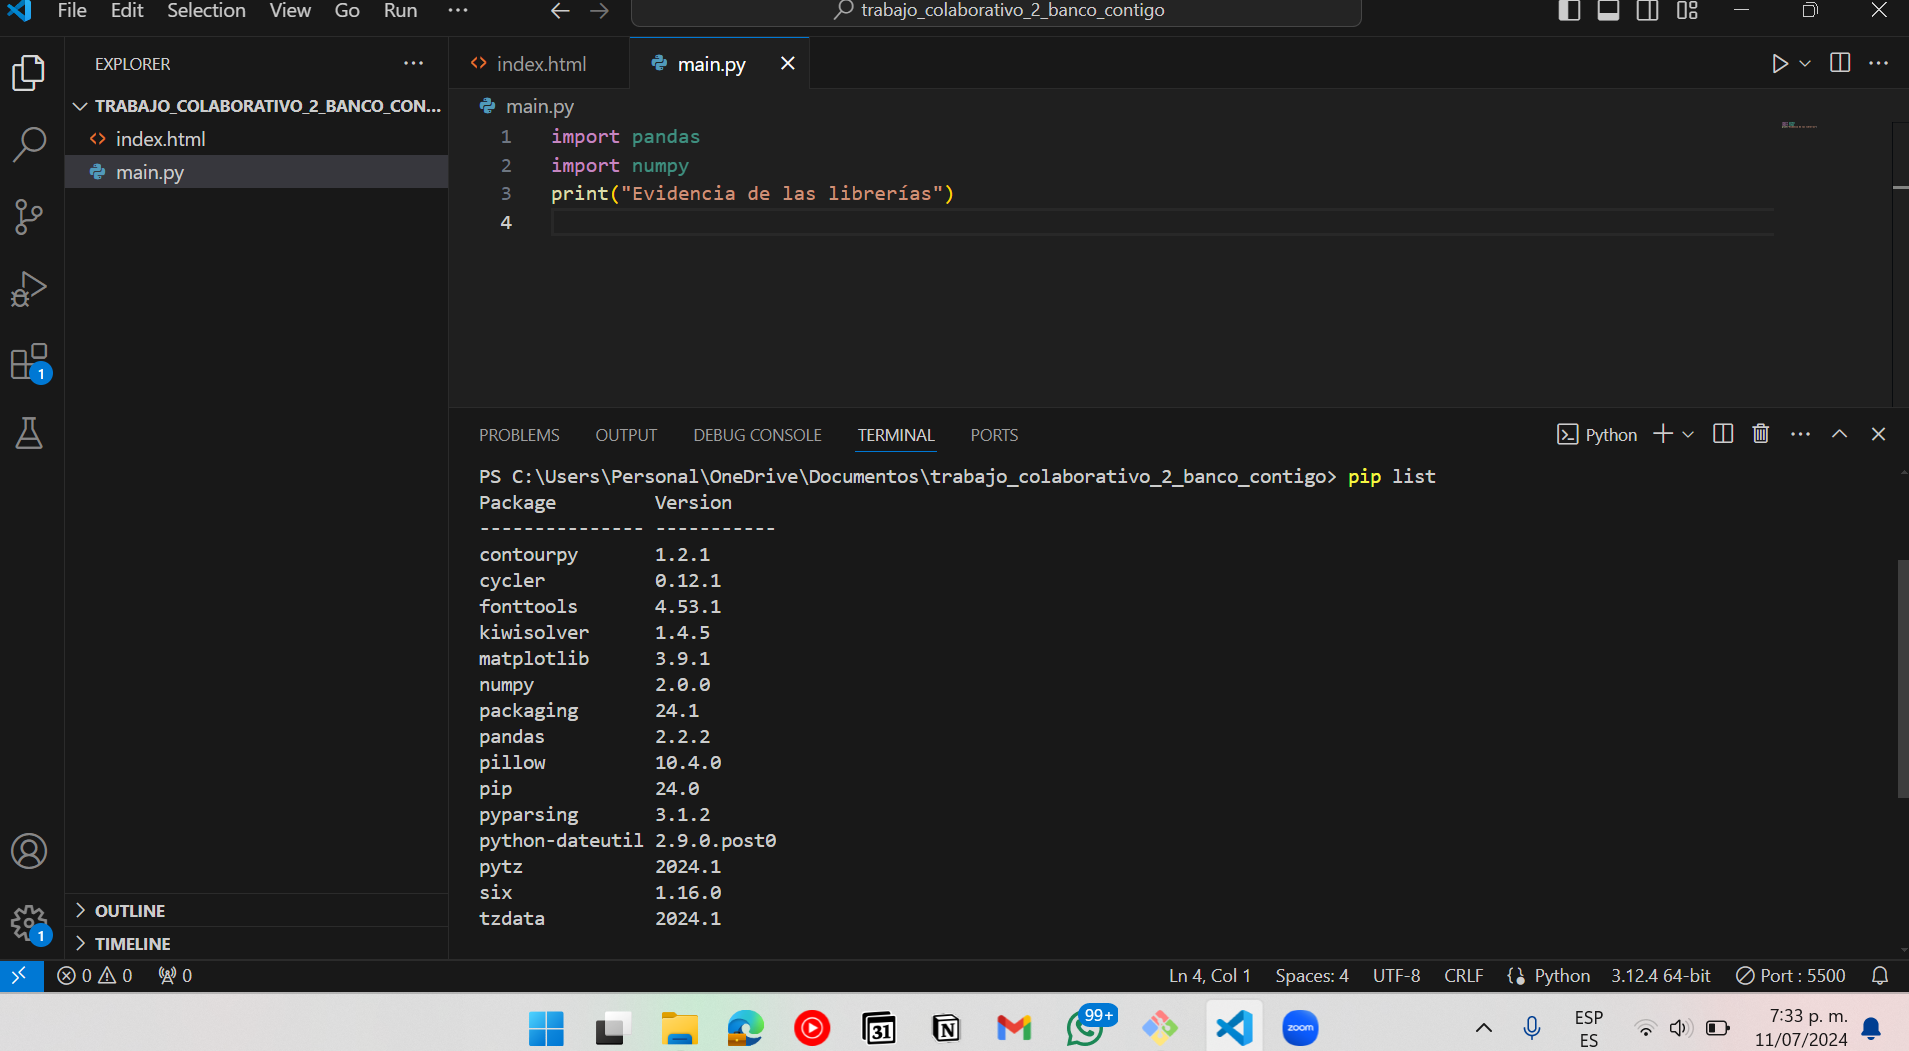 File Edit Selection View Go Run ···
trabajo_colaborativo_2_banco_contigo
EXPLORER
TRABAJO_COLABORATIVO_2_BANCO_CON...
index.html
main.py
index.html
main.py
main.py
1 import pandas
2 import numpy
3 print("Evidencia de las librerías")
4
PROBLEMS OUTPUT DEBUG CONSOLE TERMINAL PORTS
Python
PS C:\Users\Personal\OneDrive\Documentos\trabajo_colaborativo_2_banco_contigo> pip list
Package Version
--------------- -----------
contourpy 1.2.1
cycler 0.12.1
fonttools 4.53.1
kiwisolver 1.4.5
matplotlib 3.9.1
numpy 2.0.0
packaging 24.1
pandas 2.2.2
pillow 10.4.0
pip 24.0
pyparsing 3.1.2
python-dateutil 2.9.0.post0
pytz 2024.1
six 1.16.0
tzdata 2024.1
1
OUTLINE
1
TIMELINE
0 0 0
Ln 4, Col 1 Spaces: 4 UTF-8 CRLF Python 3.12.4 64-bit Port : 5500
31
N
99+
zoom
ESP
ES
7:33 p. m.
11/07/2024